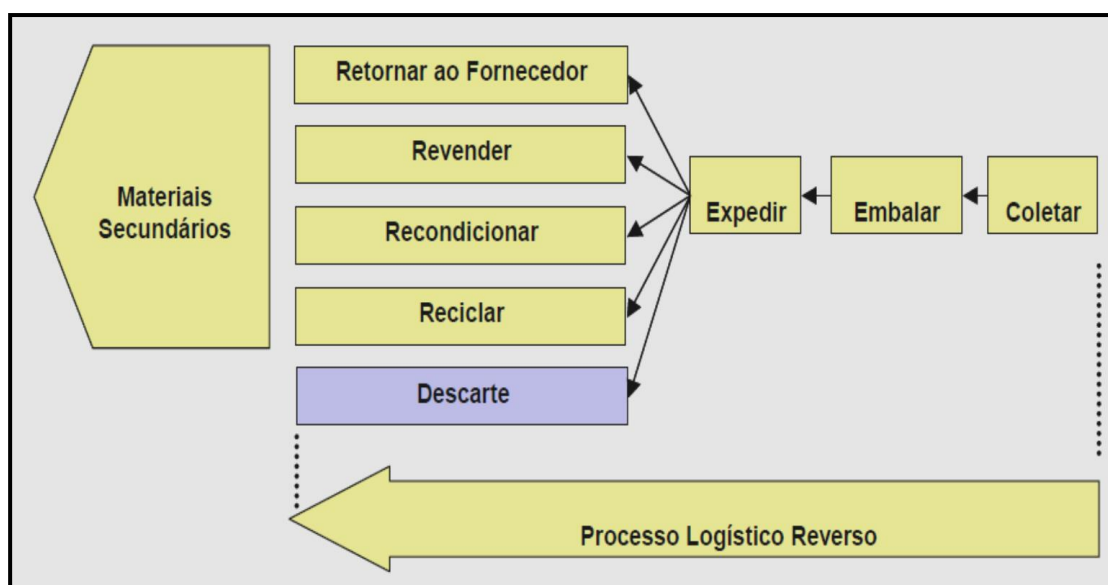 Retornar ao Fornecedor
Revender
Materiais
Secundários
Expedir
Embalar
Coletar
Recondicionar
Reciclar
Descarte
Processo Logístico Reverso